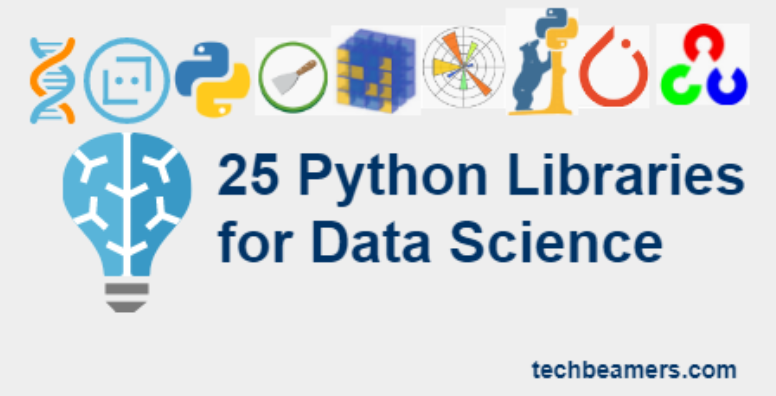 25 Python Libraries
for Data Science
techbeamers.com